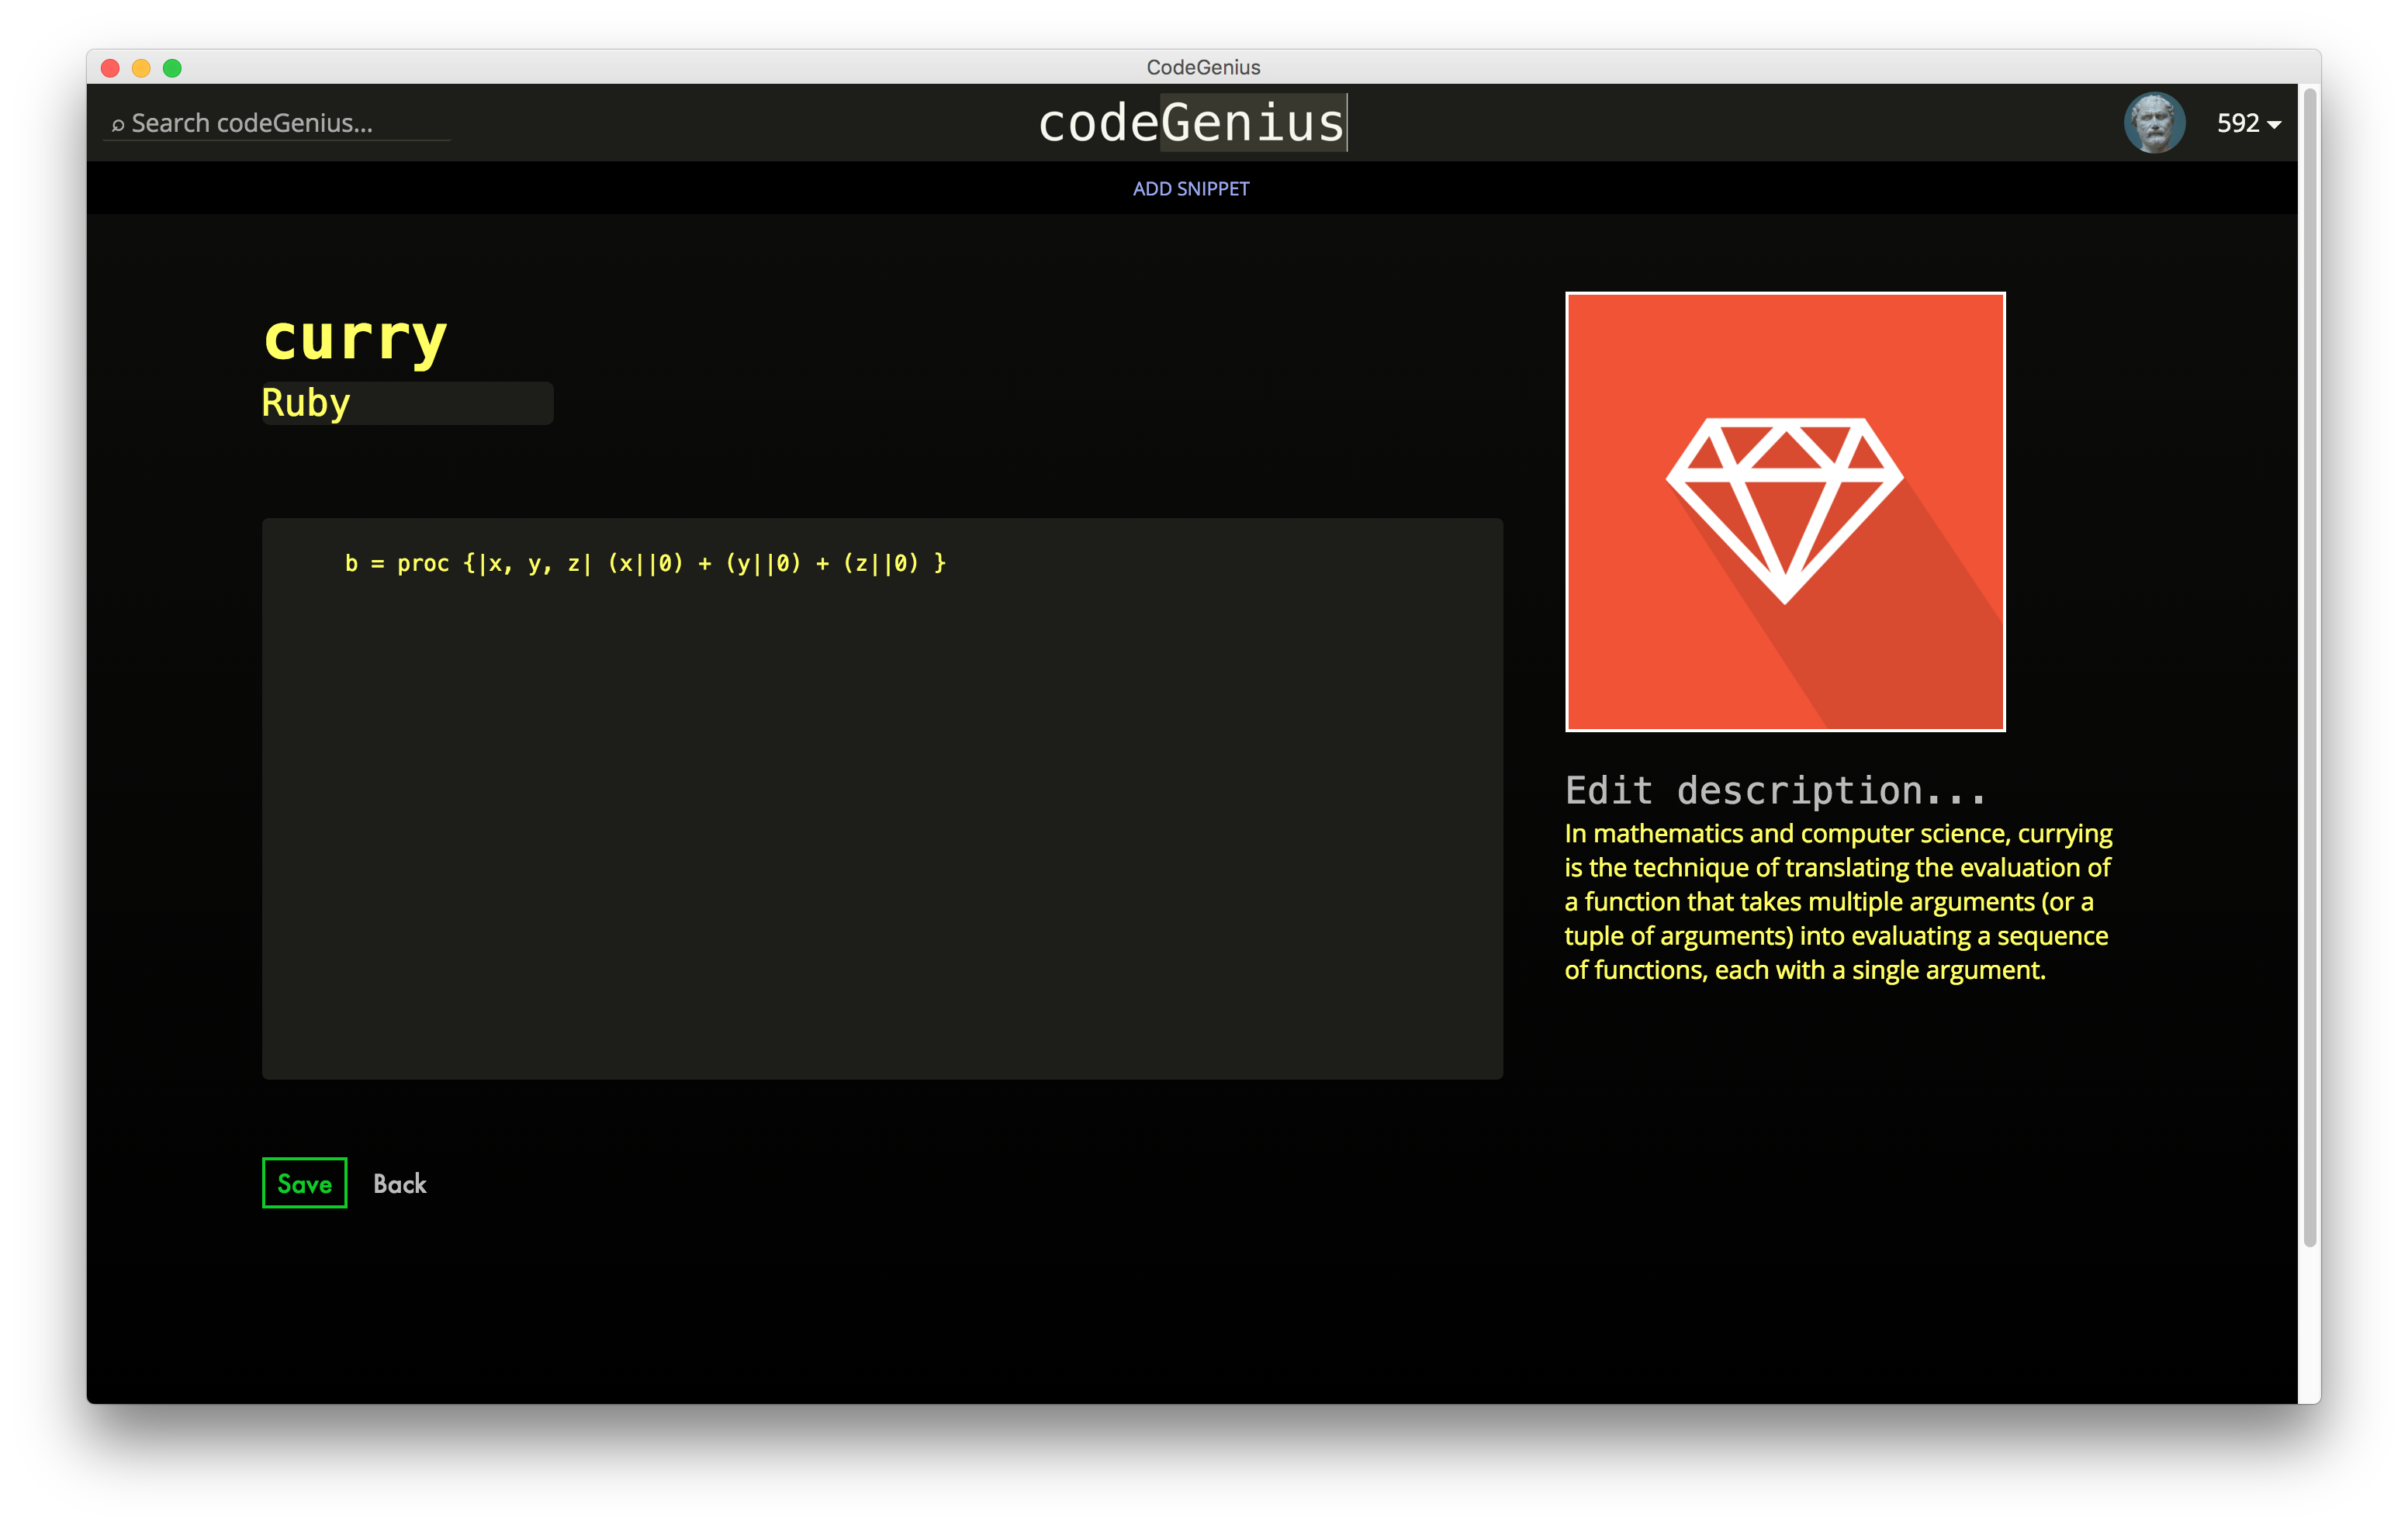 CodeGenius
Search codeGenius...
codeGenius
592
ADD SNIPPET
curry
Ruby
b = proc {|x, y, z| (x||0) + (y||0) + (z||0) }
Edit description...
In mathematics and computer science, currying
is the technique of translating the evaluation of
a function that takes multiple arguments (or a
tuple of arguments) into evaluating a sequence
of functions, each with a single argument.
Save
Back